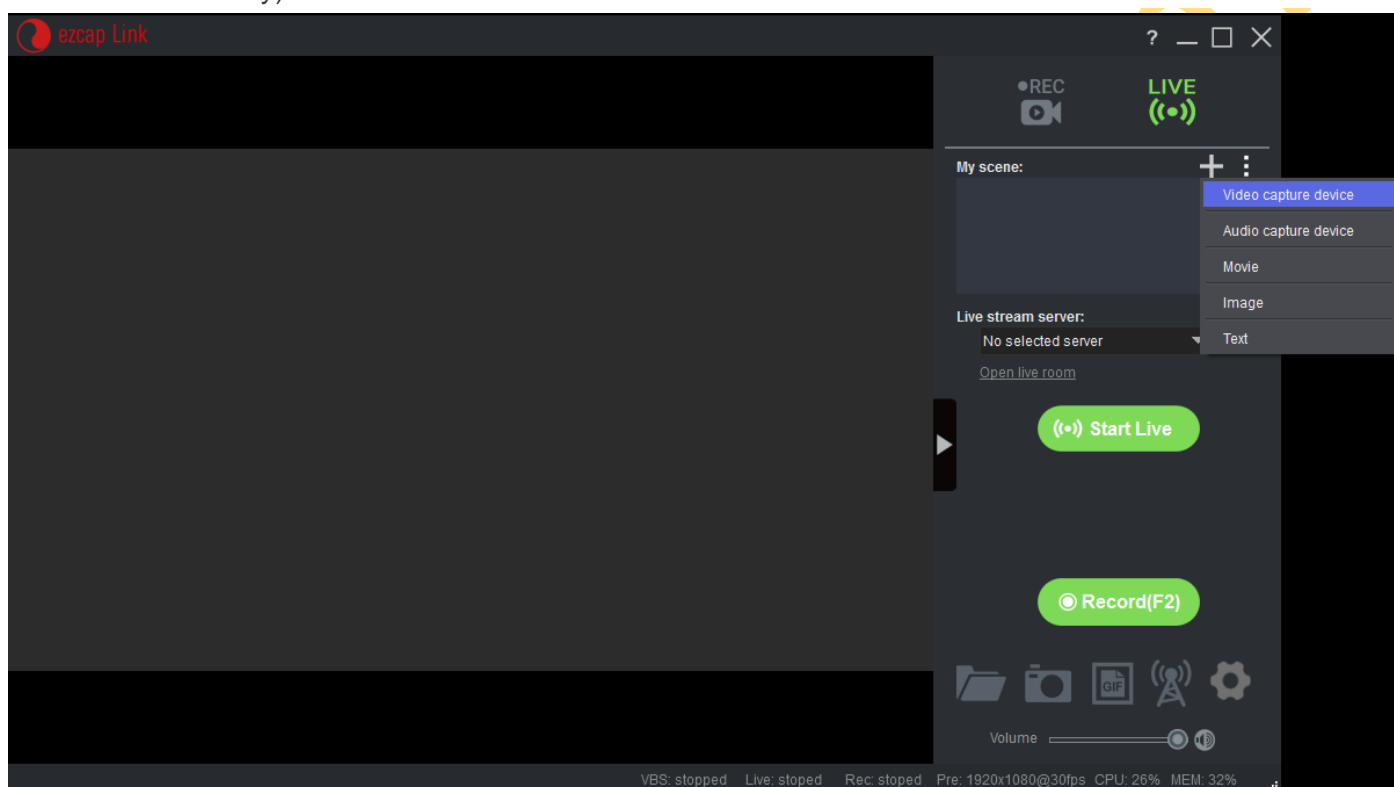 ezcap Link
?
REC
LIVE
My scene:
Video capture device
Audio capture device
Movie
Image
Text
Live stream server:
No selected server
Open live room
Start Live
Record(F2)
GIF
Volume
VBS: stopped Live: stoped Rec: stoped Pre: 1920x1080@30fps CPU: 26% MEM: 32%